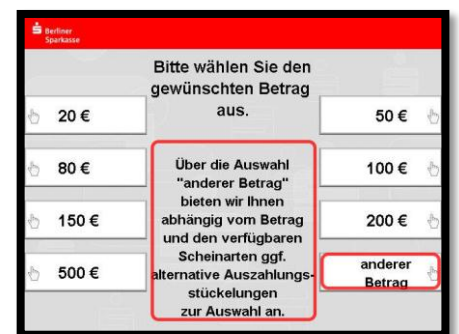 Berliner
Sparkasse
Bitte wählen Sie den
gewünschten Betrag
aus.
20 €
50 €
80 €
100 €
150 €
200 €
500 €
anderer
Betrag
Über die Auswahl
"anderer Betrag"
bieten wir Ihnen
abhängig vom Betrag
und den verfügbaren
Scheinarten ggf.
alternative Auszahlungs-
stückelungen
zur Auswahl an.